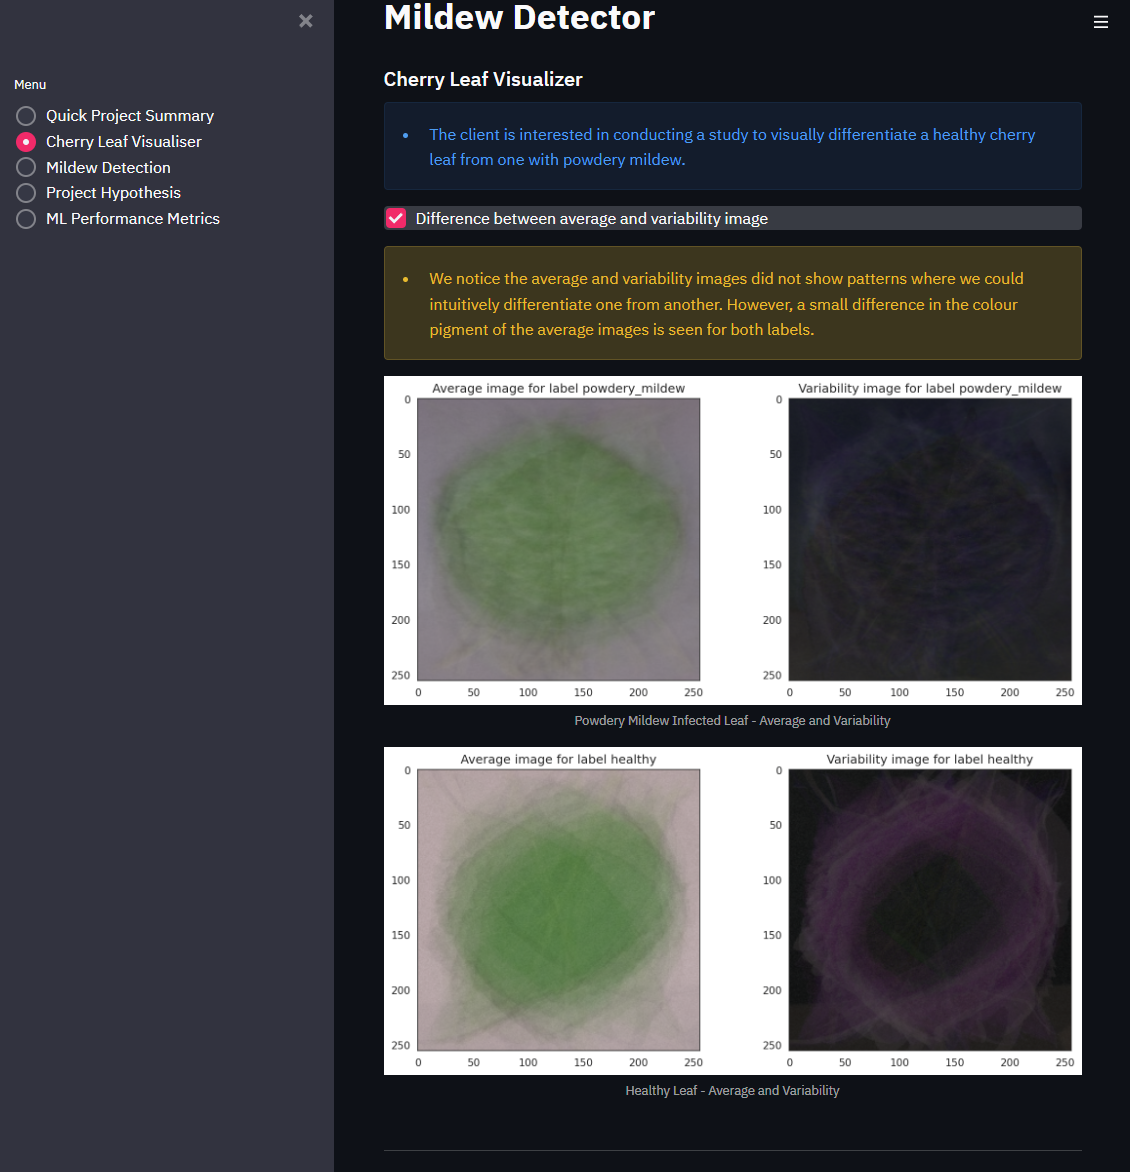 Menu
Quick Project Summary
Cherry Leaf Visualiser
Mildew Detection
Project Hypothesis
ML Performance Metrics
Mildew Detector
Cherry Leaf Visualizer
The client is interested in conducting a study to visually differentiate a healthy cherry
leaf from one with powdery mildew.
Difference between average and variability image
We notice the average and variability images did not show patterns where we could
intuitively differentiate one from another. However, a small difference in the colour
pigment of the average images is seen for both labels.
Average image for label powdery_mildew
0
50
100
150
200
250
0 50 100 150 200 250
Variability image for label powdery_mildew
0
50
100
150
200
250
0 50 100 150 200 250
Powdery Mildew Infected Leaf - Average and Variability
Average image for label healthy
0
50
100
150
200
250
0 50 100 150 200 250
Variability image for label healthy
0
50
100
150
200
250
0 50 100 150 200 250
Healthy Leaf - Average and Variability